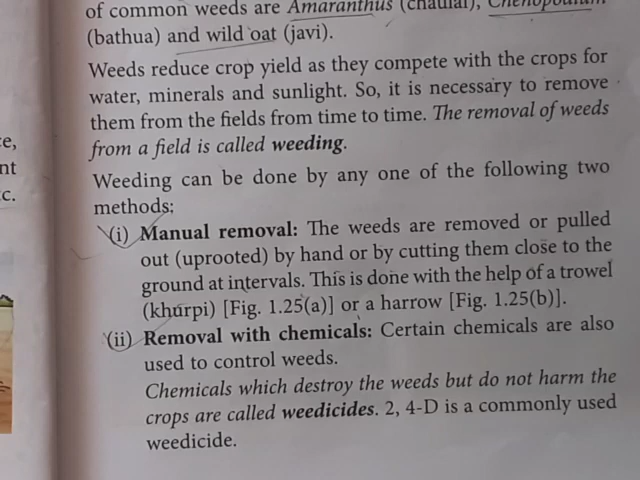 of common weeds are Amaranthus (chaulai), Chenopodium
(bathua) and wild oat (javi).
Weeds reduce crop yield as they compete with the crops for
water, minerals and sunlight. So, it is necessary to remove
them from the fields from time to time. The removal of weeds
from a field is called weeding.
Weeding can be done by any one of the following two
methods:
(i) Manual removal: The weeds are removed or pulled
out (uprooted) by hand or by cutting them close to the
ground at intervals. This is done with the help of a trowel
(khurpi) [Fig. 1.25(a)] or a harrow [Fig. 1.25(b)].
(ii) Removal with chemicals: Certain chemicals are also
used to control weeds.
Chemicals which destroy the weeds but do not harm the
crops are called weedicides. 2, 4-D is a commonly used
weedicide.